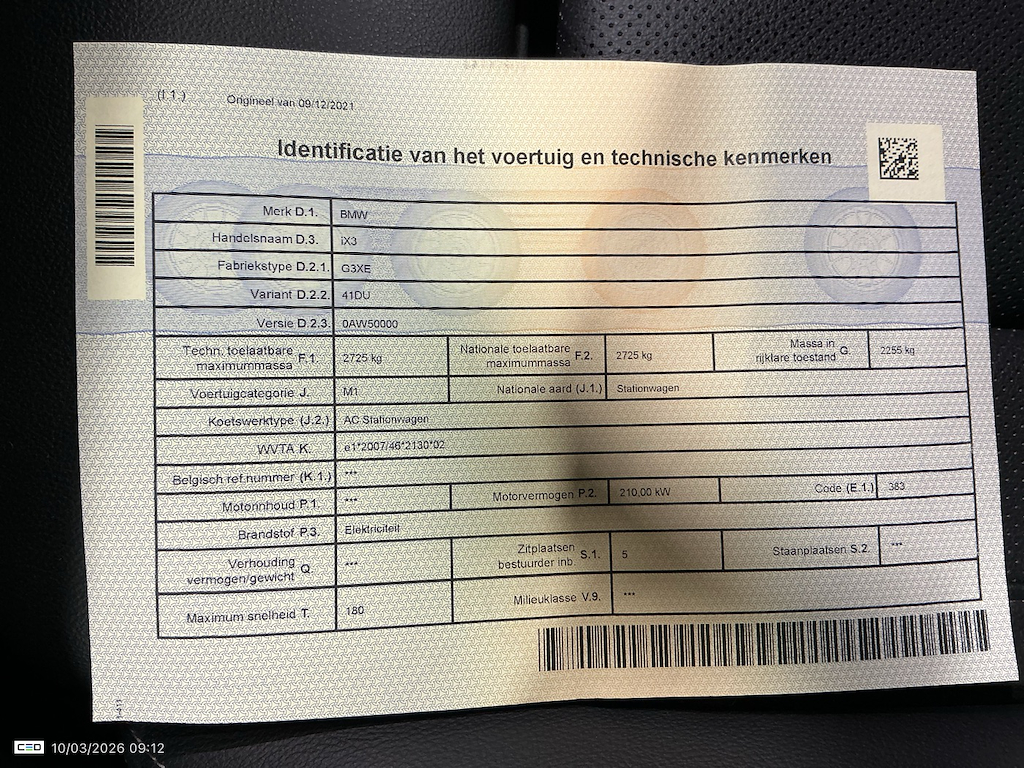 (I.1.)
Origineel van 09/12/2021
Identificatie van het voertuig en technische kenmerken
Merk D.1. BMW
Handelsnaam D.3. iX3
Fabriekstype D.2.1. G3XE
Variant D.2.2. 41DU
Versie D.2.3. 0AW50000
Techn. toelaatbare maximummassa F.1. 2725 kg Nationale toelaatbare maximummassa F.2. 2725 kg Massa in rijklare toestand G. 2255 kg
Voertuigcategorie J. M1 Nationale aard (J.1.) Stationwagen
Koetswerktype (J.2.) AC Stationwagen
WVTA K. e1*2007/46*2130*02
Belgisch ref.nummer (K.1.) ***
Motorinhoud P.1. *** Motorvermogen P.2. 210,00 kW Code (E.1.) 383
Brandstof P.3. Elektriciteit
Verhouding vermogen/gewicht Q. *** Zitplaatsen bestuurder inb. S.1. 5 Staanplaatsen S.2. ***
Maximum snelheid T. 180 Milieuklasse V.9. ***
CEO 10/03/2026 09:12